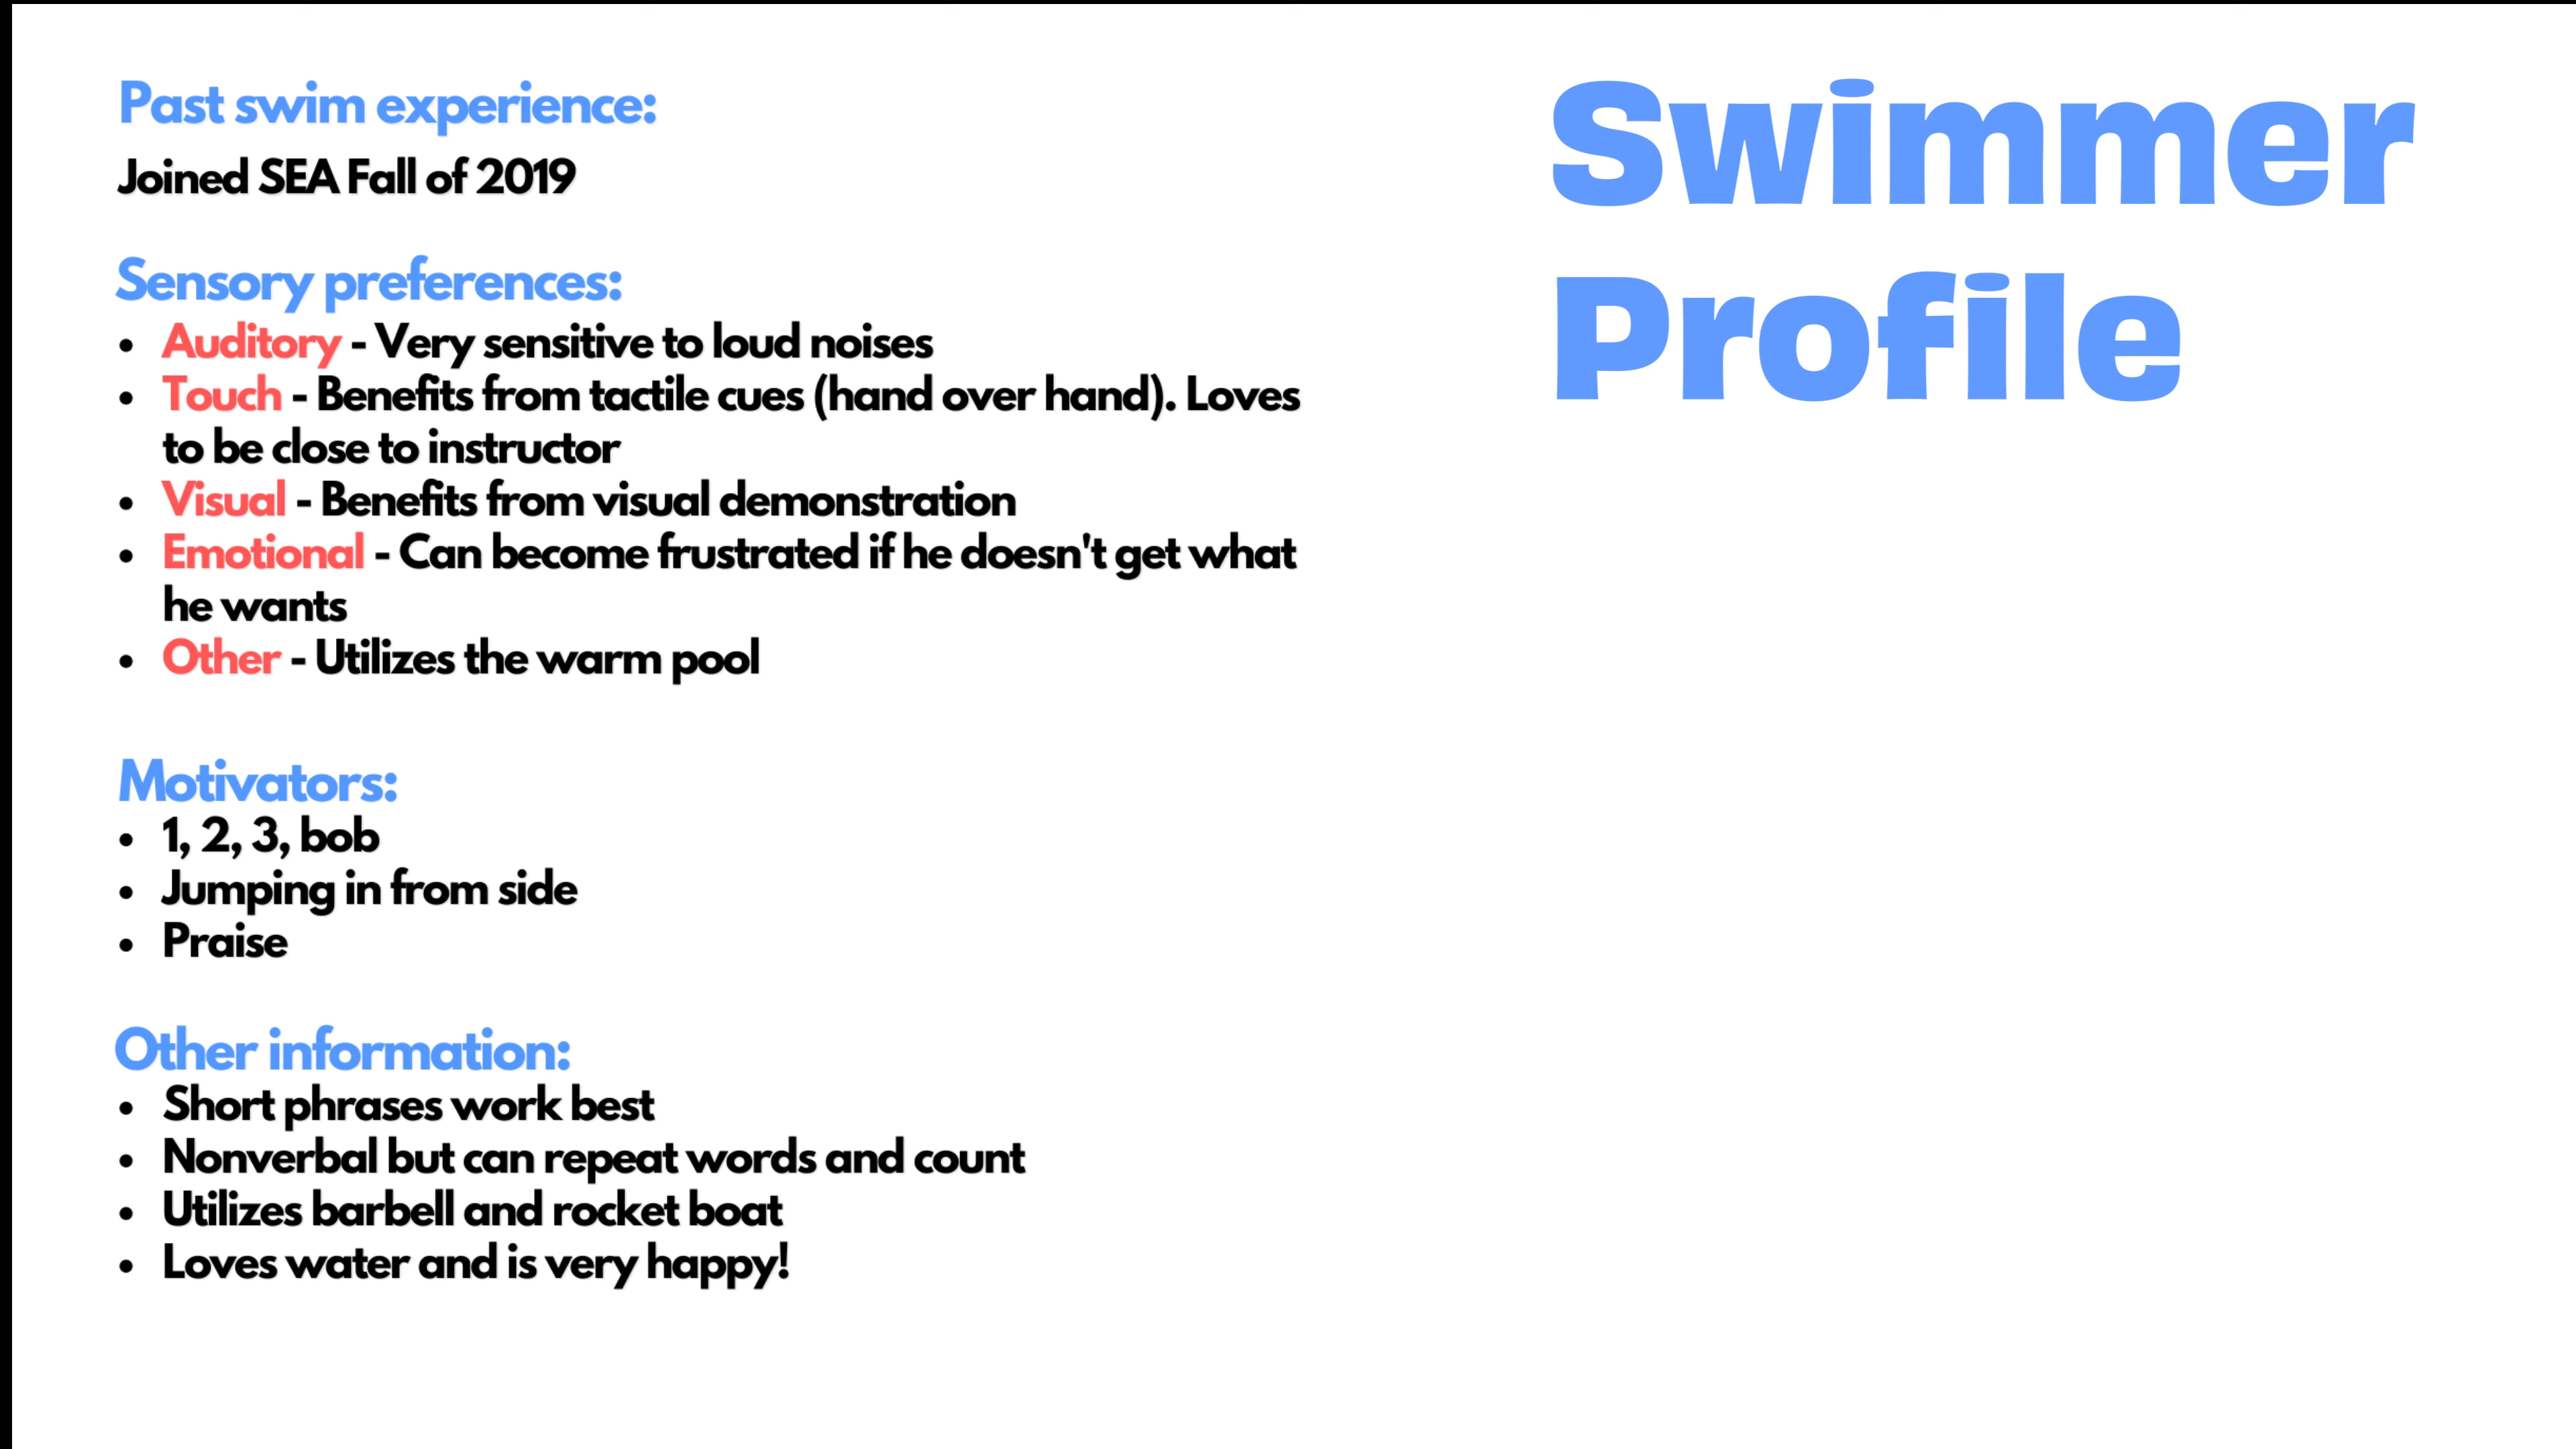 Past swim experience:
Joined SEA Fall of 2019
Sensory preferences:
• Auditory - Very sensitive to loud noises
• Touch - Benefits from tactile cues (hand over hand). Loves
to be close to instructor
• Visual - Benefits from visual demonstration
• Emotional - Can become frustrated if he doesn't get what
he wants
• Other - Utilizes the warm pool
Motivators:
• 1, 2, 3, bob
• Jumping in from side
• Praise
Other information:
• Short phrases work best
• Nonverbal but can repeat words and count
• Utilizes barbell and rocket boat
• Loves water and is very happy!
Swimmer
Profile